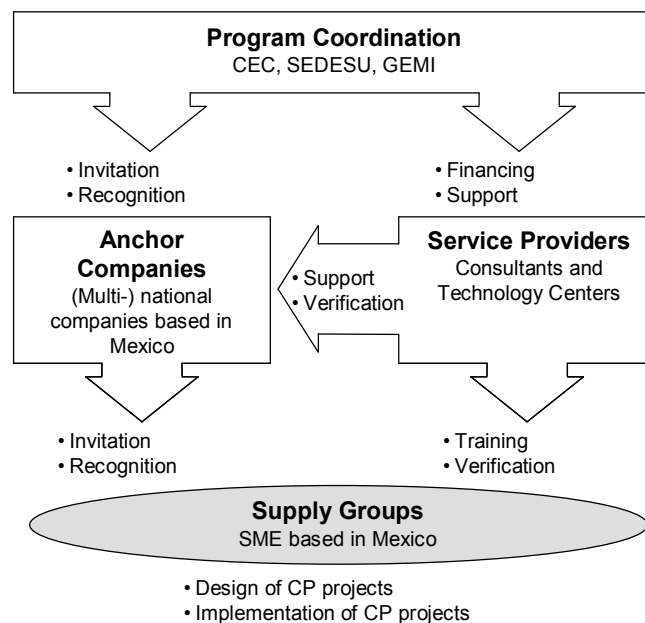 Program Coordination
CEC, SEDESU, GEMI
• Invitation
• Recognition
• Financing
• Support
Anchor
Companies
(Multi-) national
companies based in
Mexico
• Support
• Verification
Service Providers
Consultants and
Technology Centers
• Invitation
• Recognition
• Training
• Verification
Supply Groups
SME based in Mexico
• Design of CP projects
• Implementation of CP projects